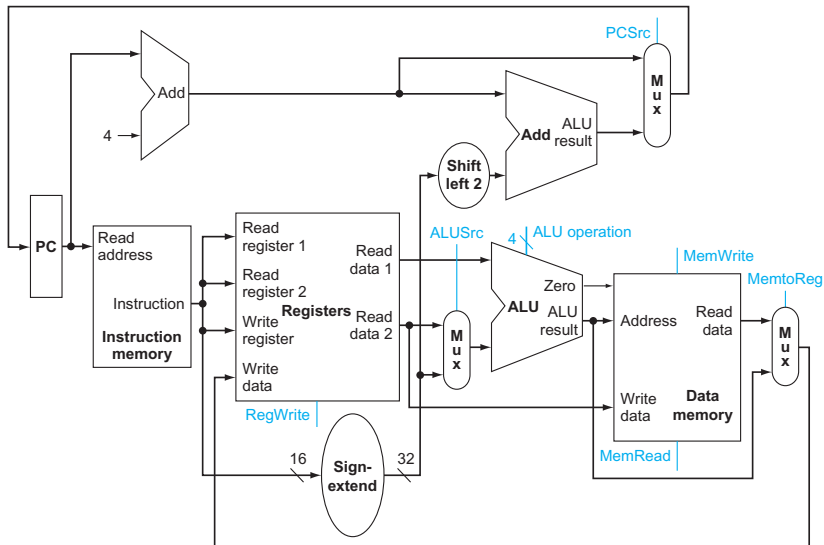 PCSrc
Add
4
M
u
x
Add
ALU
result
Shift
left 2
PC
Read
address
Instruction
Instruction
memory
Read
register 1
Read
register 2
Write
register
Write
data
Registers
Read
data 1
Read
data 2
RegWrite
16
Sign-
extend
32
ALUSrc
M
u
x
4
ALU operation
Zero
ALU
ALU
result
MemWrite
Address
Read
data
Write
data
Data
memory
MemRead
MemtoReg
M
u
x